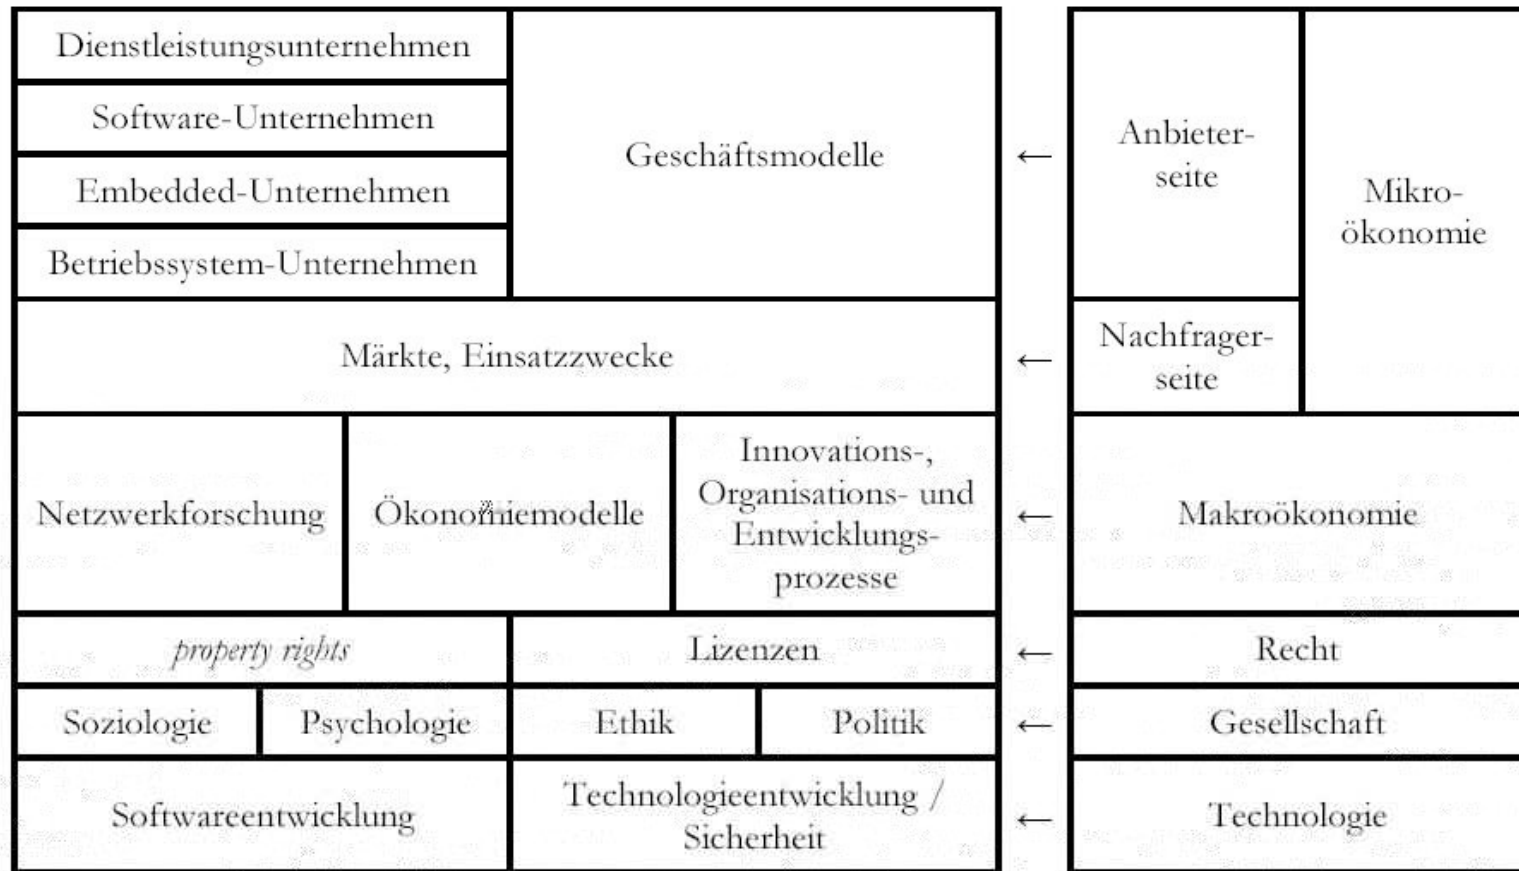 Dienstleistungsunternehmen
Software-Unternehmen
Embedded-Unternehmen
Betriebssystem-Unternehmen
Geschäftsmodelle
←
Anbieter-
seite
Mikro-
ökonomie
Märkte, Einsatzzwecke
←
Nachfrager-
seite
Netzwerkforschung
Ökonomiemodelle
Innovations-,
Organisations- und
Entwicklungs-
prozesse
←
Makroökonomie
property rights
Lizenzen
←
Recht
Soziologie
Psychologie
Ethik
Politik
←
Gesellschaft
Softwareentwicklung
Technologieentwicklung /
Sicherheit
←
Technologie